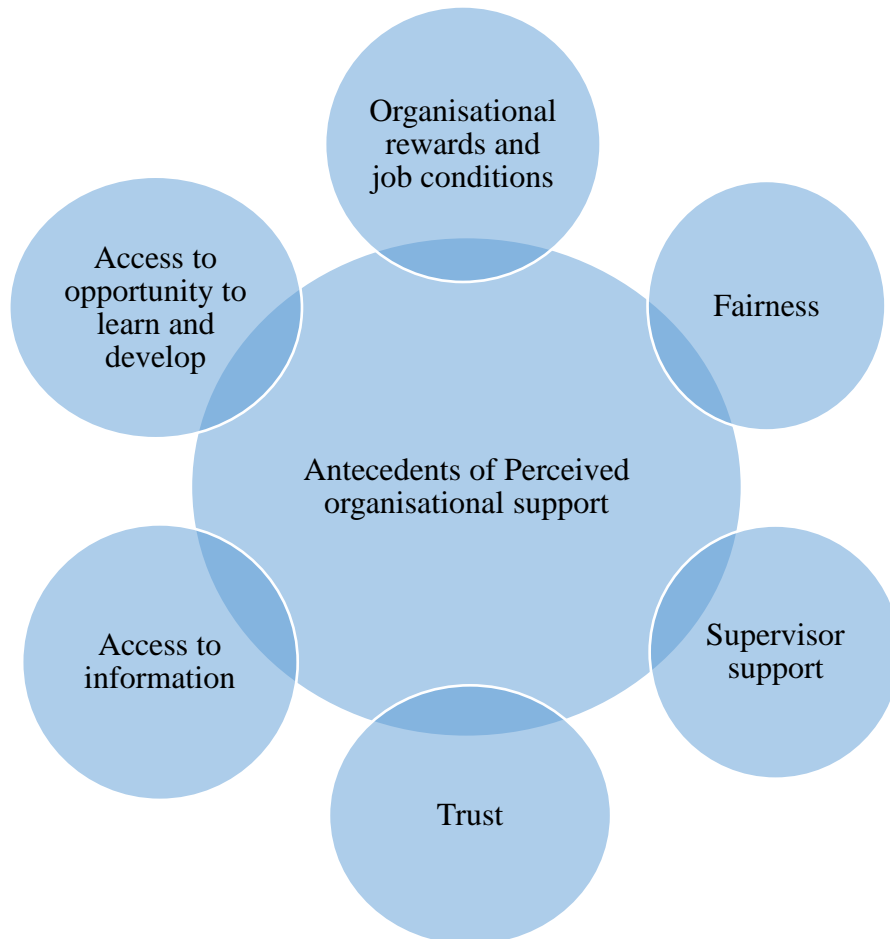 Organisational
rewards and
job conditions
Fairness
Supervisor
support
Trust
Access to
information
Access to
opportunity to
learn and
develop
Antecedents of Perceived
organisational support